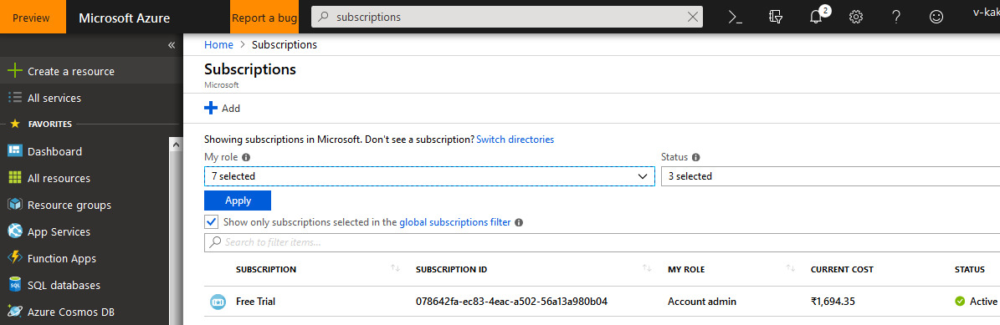 Preview
Microsoft Azure
Report a bug
subscriptions
2
v-kak
Create a resource
All services
FAVORITES
Dashboard
All resources
Resource groups
App Services
Function Apps
SQL databases
Azure Cosmos DB
Home > Subscriptions
Subscriptions
Microsoft
Add
Showing subscriptions in Microsoft. Don't see a subscription? Switch directories
My role Status
7 selected 3 selected
Apply
Show only subscriptions selected in the global subscriptions filter
Search to filter items...
SUBSCRIPTION SUBSCRIPTION ID MY ROLE CURRENT COST STATUS
Free Trial 078642fa-ec83-4eac-a502-56a13a980b04 Account admin ₹1,694.35 Active